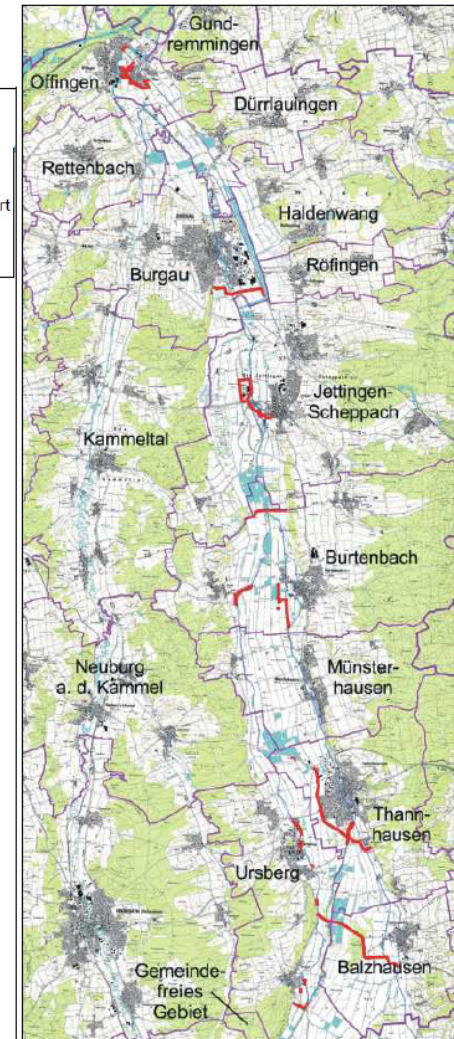 Gund-
remmingen
Offingen
Dürrlauingen
Rettenbach
rt
Haldenwang
Röfingen
Burgau
Jettingen-
Scheppach
Kammeltal
Burtenbach
Neuburg
a. d. Kammel
Münster-
hausen
Thann-
hausen
Ursberg
Balzhausen
Gemeinde-
freies
Gebiet